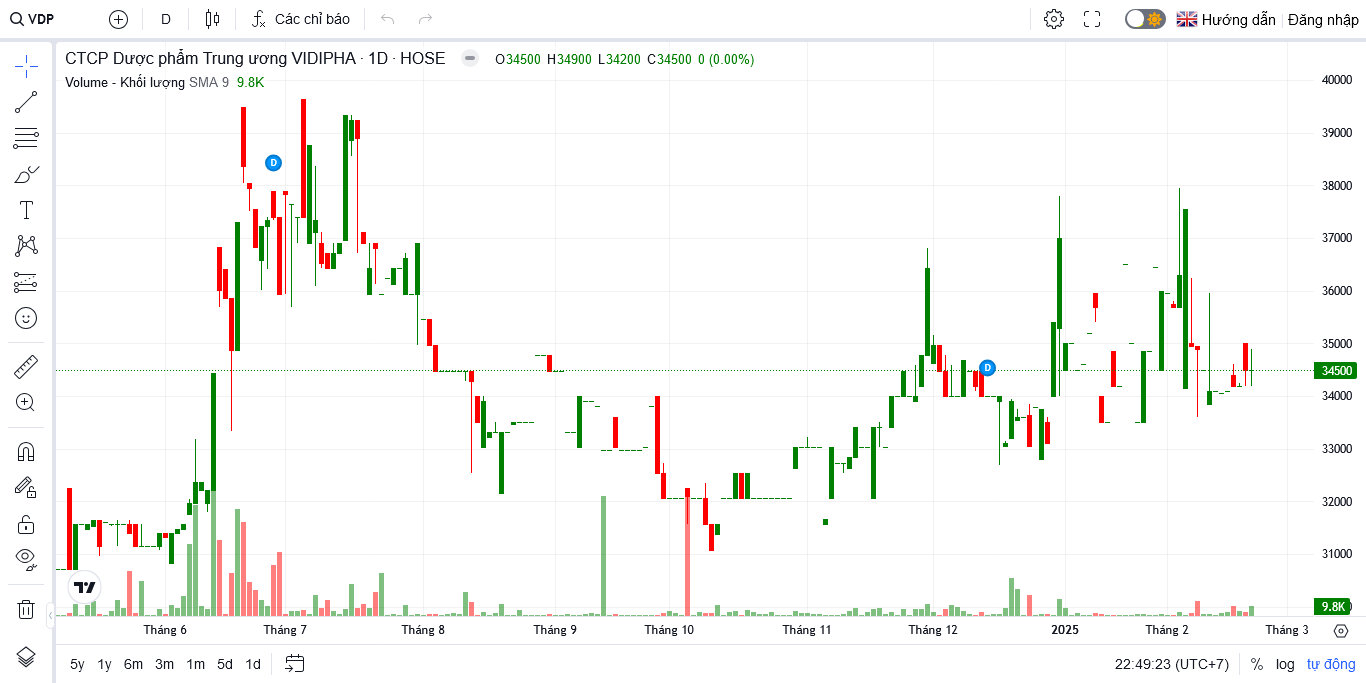 VDP D Các chỉ báo Hướng dẫn Đăng nhập
CTCP Dược phẩm Trung ương VIDIPHA · 1D · HOSE O34500 H34900 L34200 C34500 0 (0.00%)
Volume - Khối lượng SMA 9 9.8K
40000
39000
D
38000
37000
36000
35000
D
34500
34000
33000
32000
31000
9.8K
Tháng 6 Tháng 7 Tháng 8 Tháng 9 Tháng 10 Tháng 11 Tháng 12 2025 Tháng 2 Tháng 3
5y 1y 6m 3m 1m 5d 1d 22:49:23 (UTC+7) % log tự động